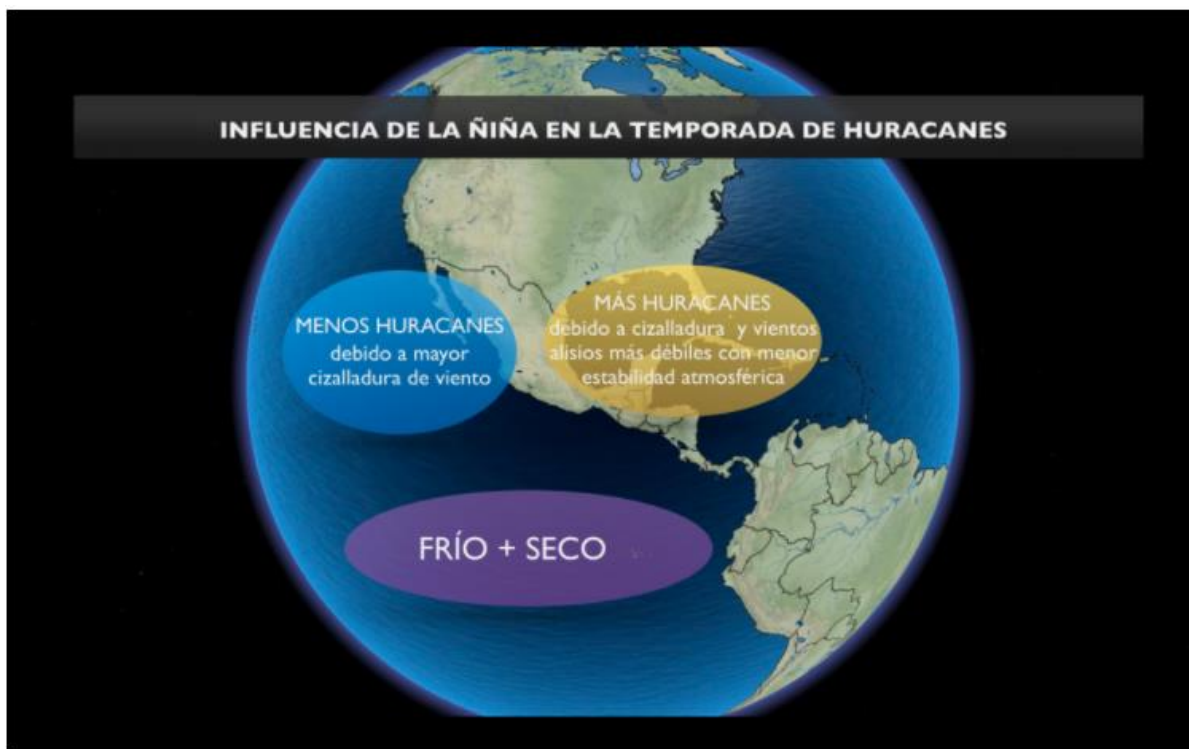 INFLUENCIA DE LA ÑIÑA EN LA TEMPORADA DE HURACANES
MENOS HURACANES
debido a mayor
cizalladura de viento
MÁS HURACANES
debido a cizalladura y vientos
alisios más débiles con menor
estabilidad atmosférica
FRÍO + SECO